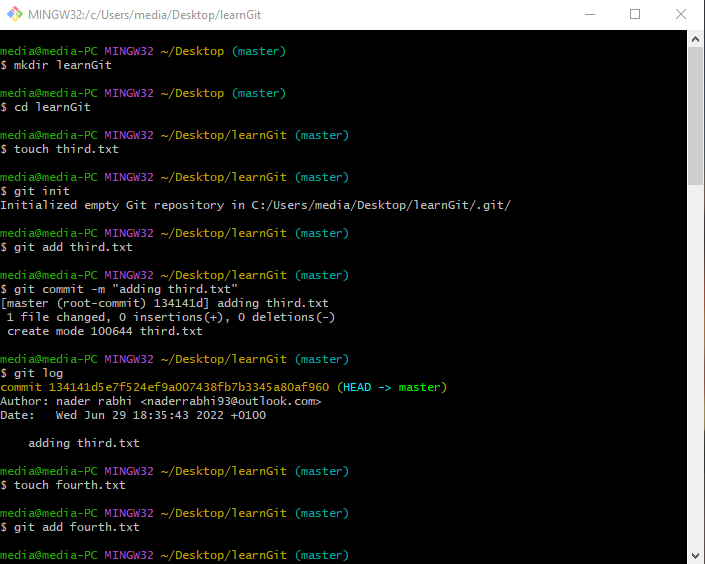 MINGW32:/c/Users/media/Desktop/learnGit
media@media-PC MINGW32 ~/Desktop (master)
$ mkdir learnGit
media@media-PC MINGW32 ~/Desktop (master)
$ cd learnGit
media@media-PC MINGW32 ~/Desktop/learnGit (master)
$ touch third.txt
media@media-PC MINGW32 ~/Desktop/learnGit (master)
$ git init
Initialized empty Git repository in C:/Users/media/Desktop/learnGit/.git/
media@media-PC MINGW32 ~/Desktop/learnGit (master)
$ git add third.txt
media@media-PC MINGW32 ~/Desktop/learnGit (master)
$ git commit -m "adding third.txt"
[master (root-commit) 134141d] adding third.txt
 1 file changed, 0 insertions(+), 0 deletions(-)
 create mode 100644 third.txt
media@media-PC MINGW32 ~/Desktop/learnGit (master)
$ git log
commit 134141d5e7f524ef9a007438fb7b3345a80af960 (HEAD -> master)
Author: nader rabhi <naderrabhi93@outlook.com>
Date:   Wed Jun 29 18:35:43 2022 +0100
    adding third.txt
media@media-PC MINGW32 ~/Desktop/learnGit (master)
$ touch fourth.txt
media@media-PC MINGW32 ~/Desktop/learnGit (master)
$ git add fourth.txt
media@media-PC MINGW32 ~/Desktop/learnGit (master)